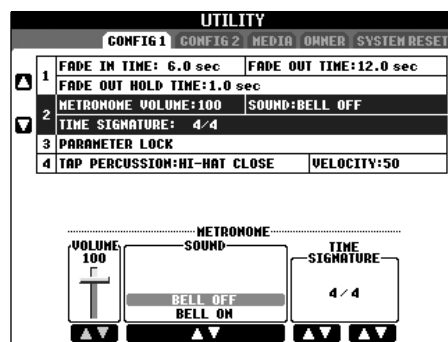 UTILITY
CONFIG 1 CONFIG 2 MEDIA OWNER SYSTEM RESET
1 FADE IN TIME: 6.0 sec FADE OUT TIME:12.0 sec
FADE OUT HOLD TIME:1.0 sec
2 METRONOME VOLUME:100 SOUND:BELL OFF
TIME SIGNATURE: 4/4
3 PARAMETER LOCK
4 TAP PERCUSSION:HI-HAT CLOSE VELOCITY:50
METRONOME
VOLUME SOUND TIME SIGNATURE
100
4/4
BELL OFF
BELL ON